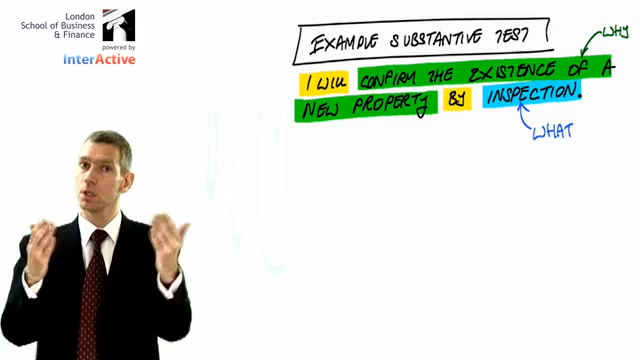 London
School of Business
& Finance
powered by
InterActive
EXAMPLE SUBSTANTIVE TEST
WHY
I WILL CONFIRM THE EXISTENCE OF A
NEW PROPERTY BY INSPECTION.
WHAT